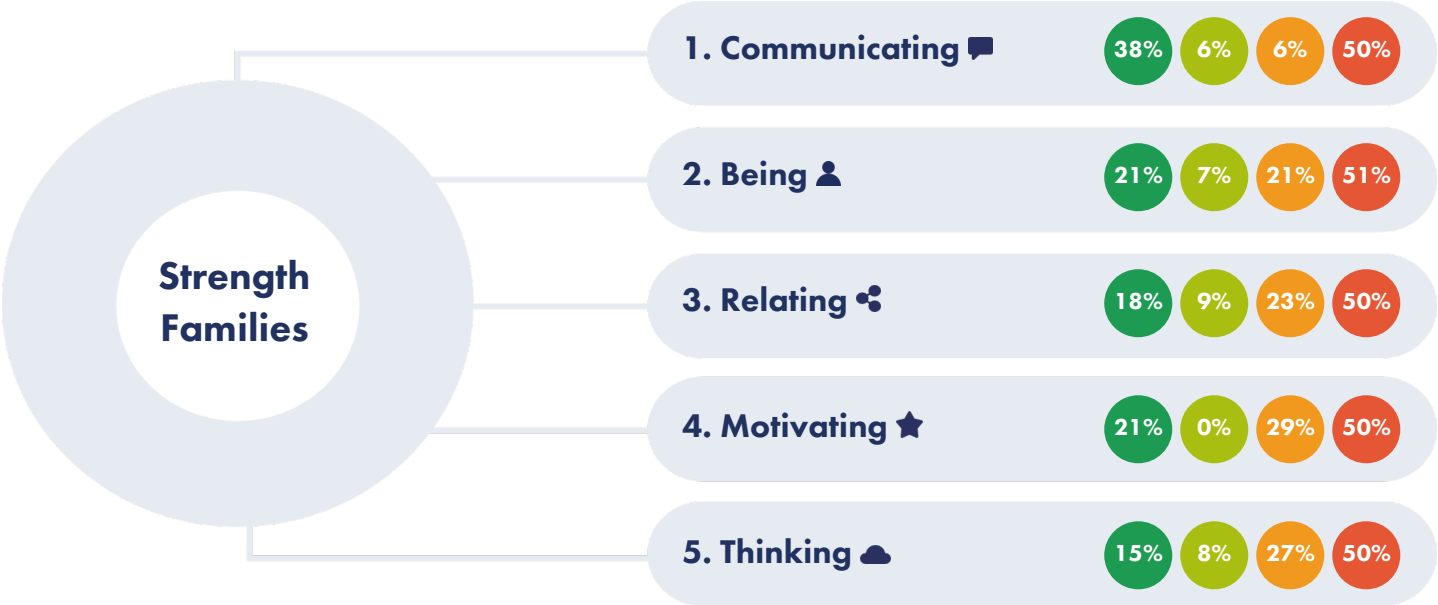 1. Communicating 38% 6% 6% 50%
2. Being 21% 7% 21% 51%
Strength
Families
3. Relating 18% 9% 23% 50%
4. Motivating 21% 0% 29% 50%
5. Thinking 15% 8% 27% 50%